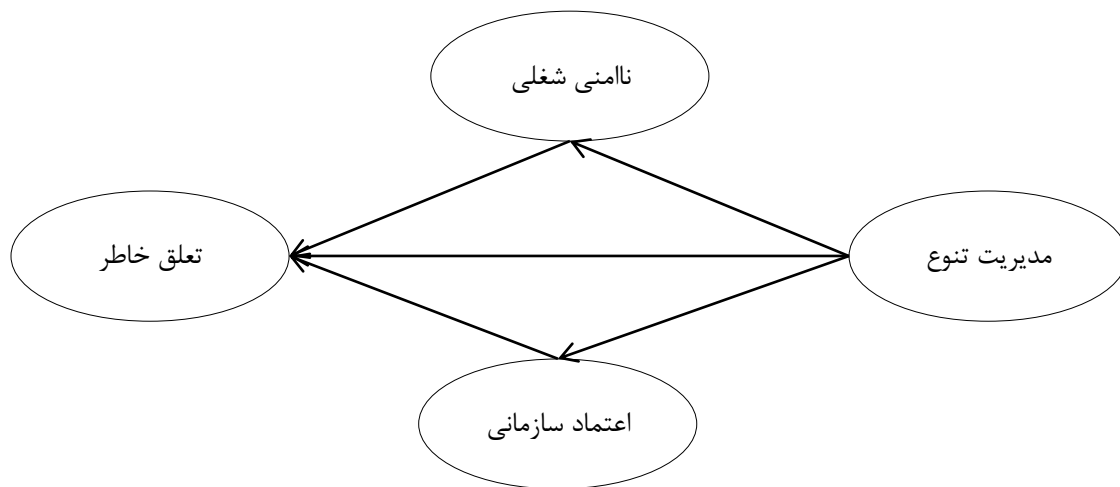 ناامنی شغلی
مدیریت تنوع
تعلق خاطر
اعتماد سازمانی